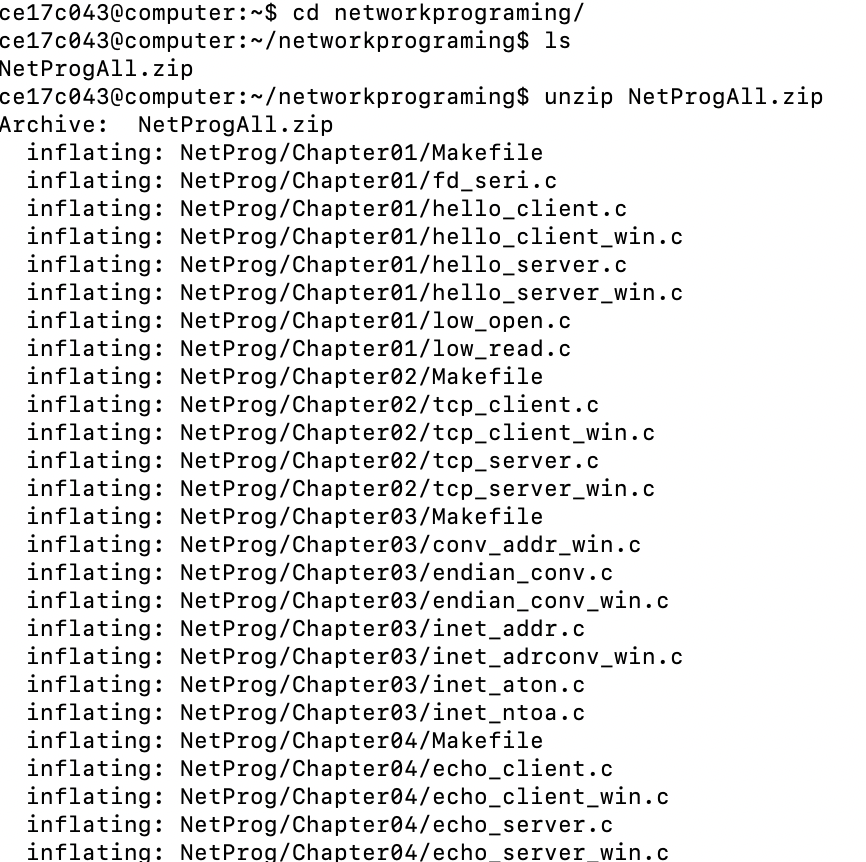 ce17c043@computer:~$ cd networkprograming/
ce17c043@computer:~/networkprograming$ ls
NetProgAll.zip
ce17c043@computer:~/networkprograming$ unzip NetProgAll.zip
Archive:  NetProgAll.zip
  inflating: NetProg/Chapter01/Makefile
  inflating: NetProg/Chapter01/fd_seri.c
  inflating: NetProg/Chapter01/hello_client.c
  inflating: NetProg/Chapter01/hello_client_win.c
  inflating: NetProg/Chapter01/hello_server.c
  inflating: NetProg/Chapter01/hello_server_win.c
  inflating: NetProg/Chapter01/low_open.c
  inflating: NetProg/Chapter01/low_read.c
  inflating: NetProg/Chapter02/Makefile
  inflating: NetProg/Chapter02/tcp_client.c
  inflating: NetProg/Chapter02/tcp_client_win.c
  inflating: NetProg/Chapter02/tcp_server.c
  inflating: NetProg/Chapter02/tcp_server_win.c
  inflating: NetProg/Chapter03/Makefile
  inflating: NetProg/Chapter03/conv_addr_win.c
  inflating: NetProg/Chapter03/endian_conv.c
  inflating: NetProg/Chapter03/endian_conv_win.c
  inflating: NetProg/Chapter03/inet_addr.c
  inflating: NetProg/Chapter03/inet_adrconv_win.c
  inflating: NetProg/Chapter03/inet_aton.c
  inflating: NetProg/Chapter03/inet_ntoa.c
  inflating: NetProg/Chapter04/Makefile
  inflating: NetProg/Chapter04/echo_client.c
  inflating: NetProg/Chapter04/echo_client_win.c
  inflating: NetProg/Chapter04/echo_server.c
  inflating: NetProg/Chapter04/echo_server_win.c